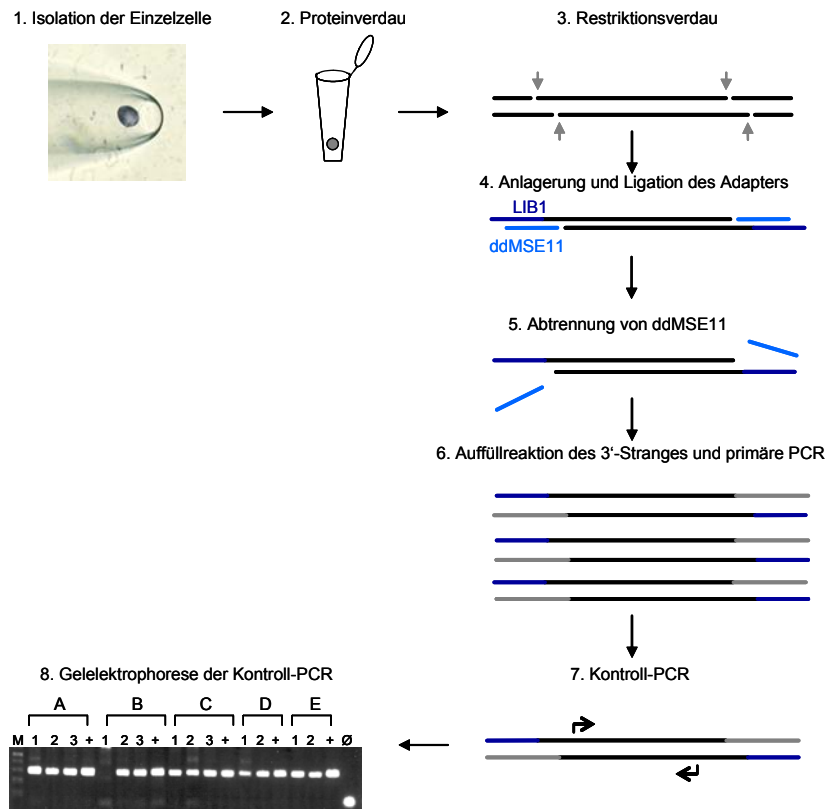 1. Isolation der Einzelzelle
2. Proteinverdau
3. Restriktionsverdau
4. Anlagerung und Ligation des Adapters
LIB1
ddMSE11
5. Abtrennung von ddMSE11
6. Auffüllreaktion des 3‘-Stranges und primäre PCR
7. Kontroll-PCR
8. Gelelektrophorese der Kontroll-PCR
A B C D E
M 1 2 3 + 1 2 3 + 1 2 3 + 1 2 + 1 2 + Ø